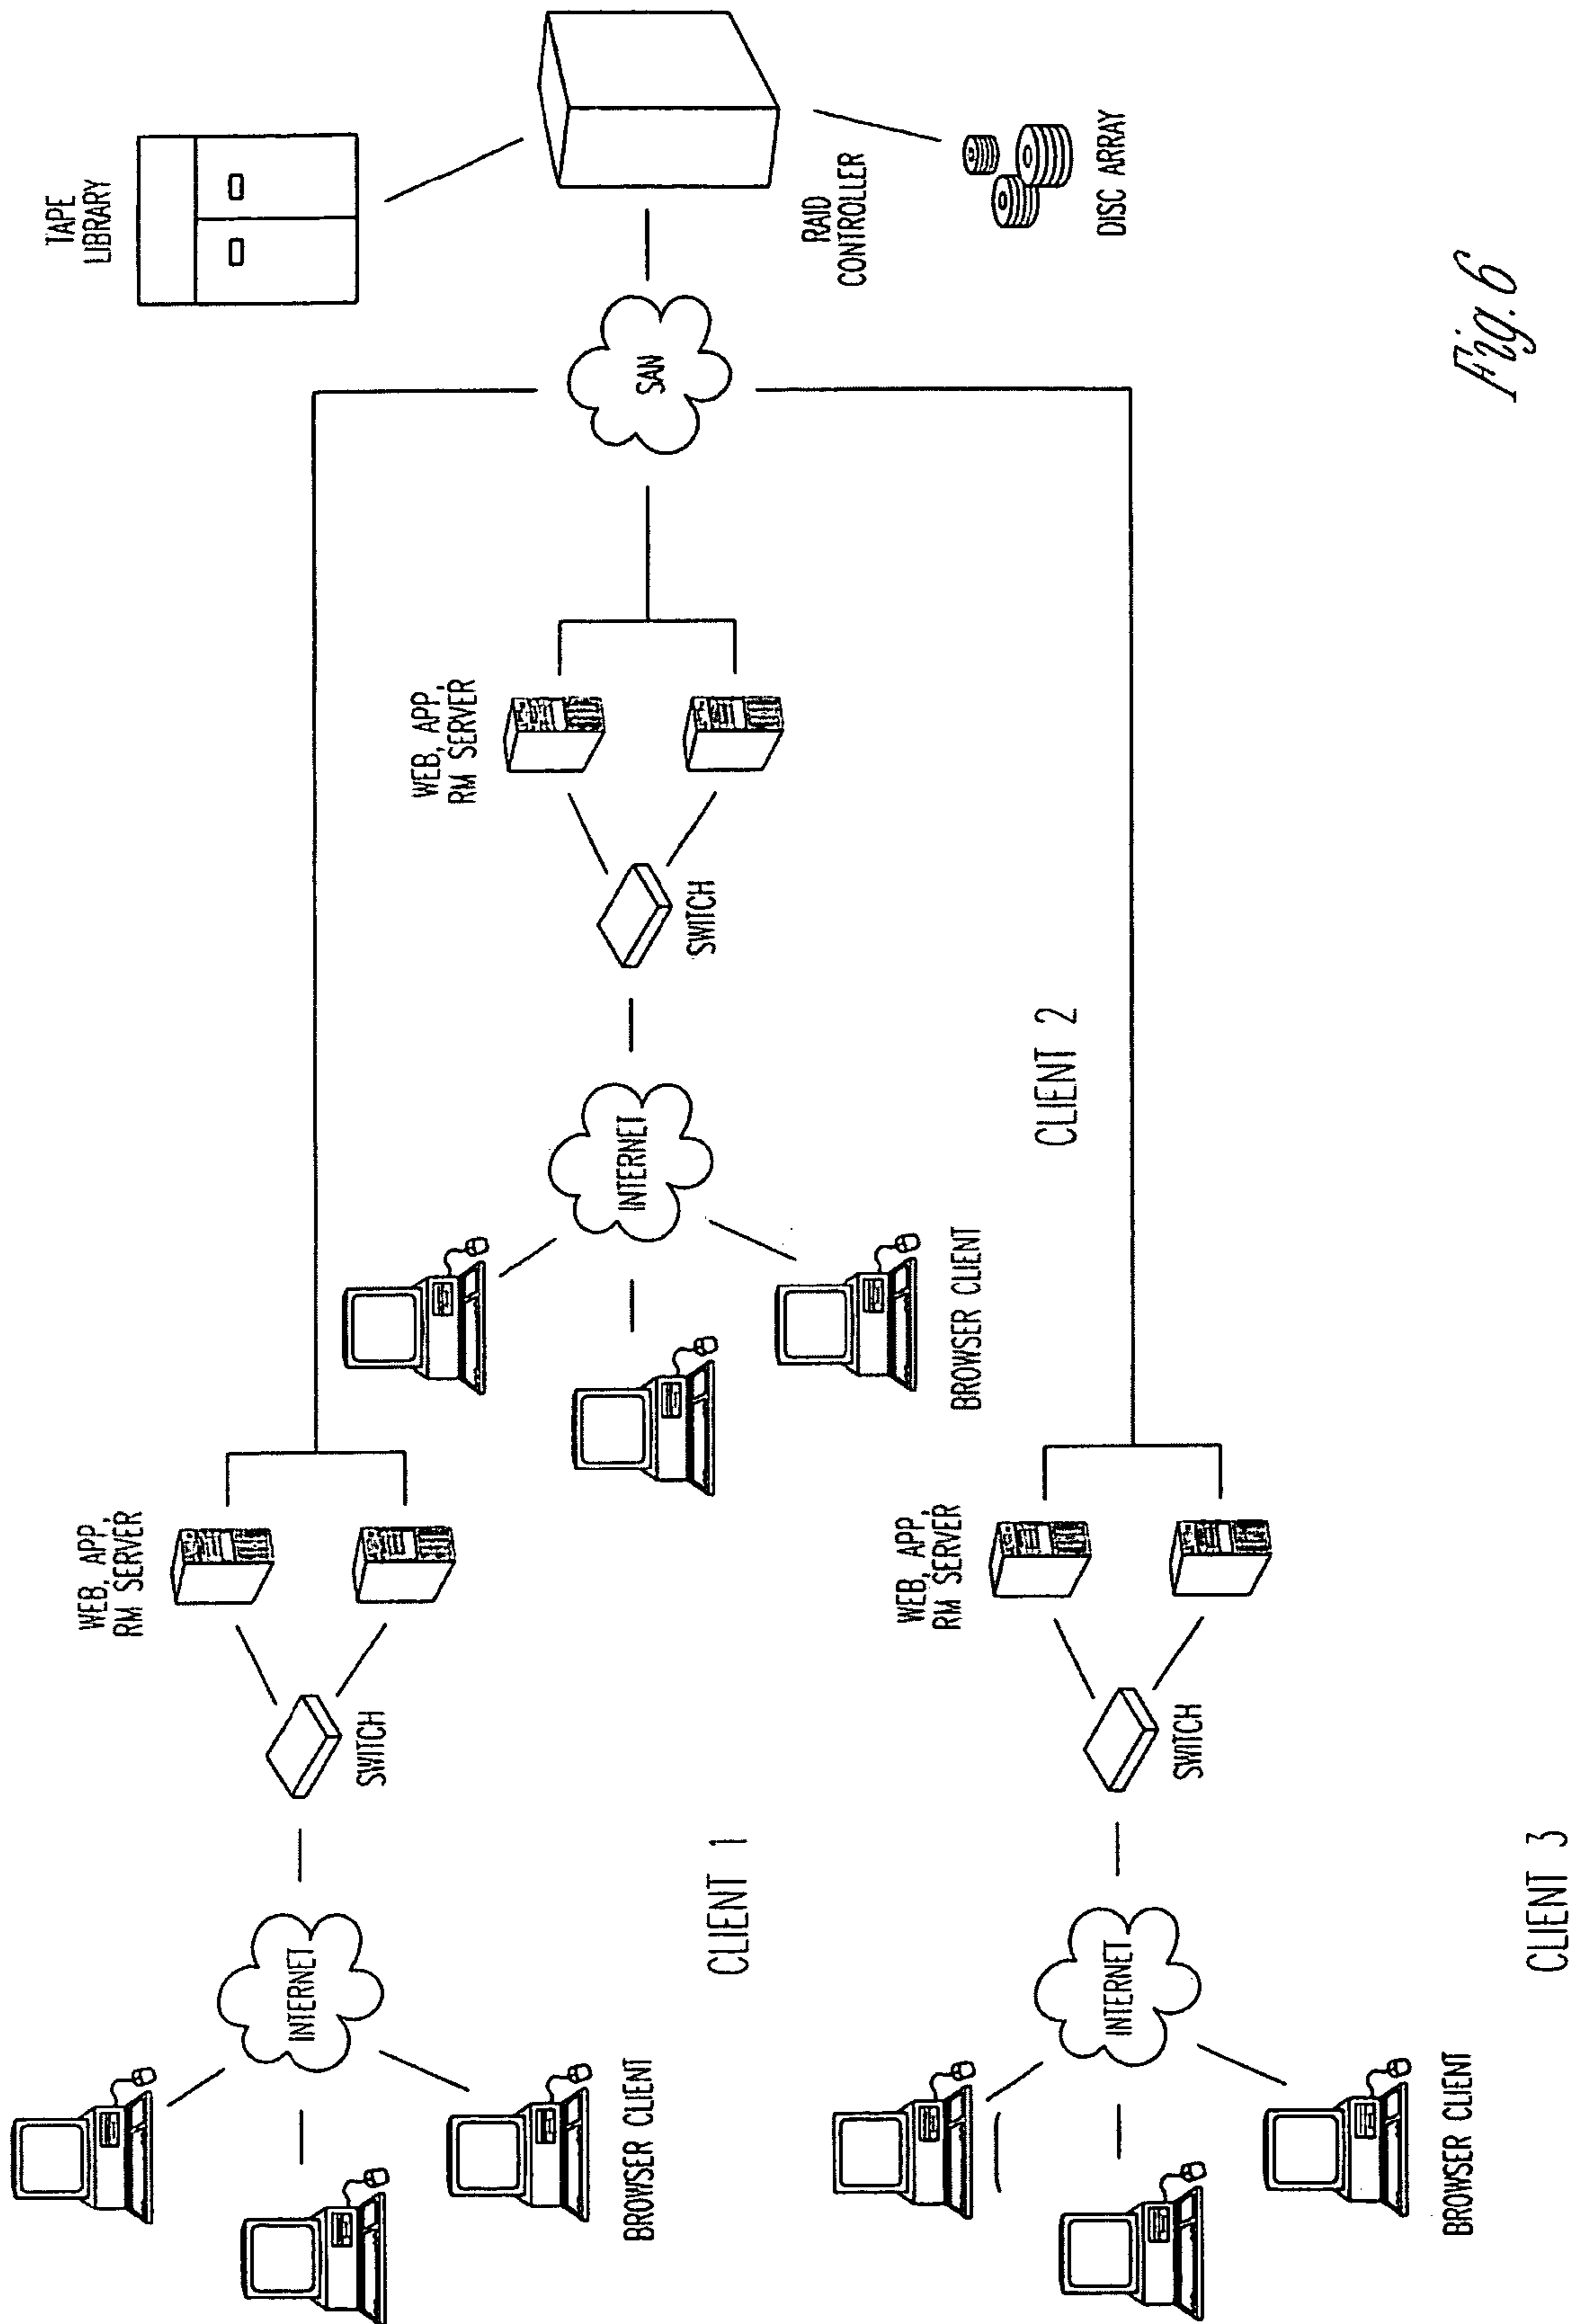 TAPE
LIBRARY
RAID
CONTROLLER
DISC ARRAY
SAN
WEB, APP,
RM SERVER
SWITCH
INTERNET
BROWSER CLIENT
CLIENT 2
WEB, APP,
RM SERVER
SWITCH
INTERNET
BROWSER CLIENT
CLIENT 1
WEB, APP,
RM SERVER
SWITCH
INTERNET
BROWSER CLIENT
CLIENT 3
Fig. 6